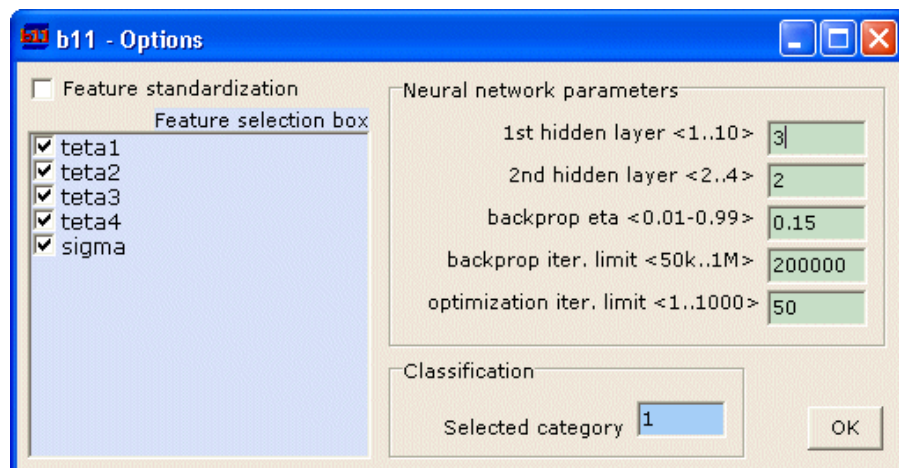 b11 b11 - Options
Feature standardization
Feature selection box
teta1
teta2
teta3
teta4
sigma
Neural network parameters
1st hidden layer <1..10> 3
2nd hidden layer <2..4> 2
backprop eta <0.01-0.99> 0.15
backprop iter. limit <50k..1M> 200000
optimization iter. limit <1..1000> 50
Classification
Selected category 1
OK